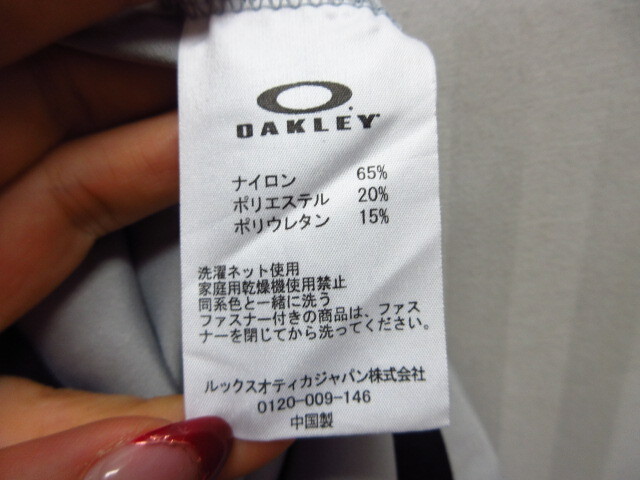 OAKLEY
ナイロン 65%
ポリエステル 20%
ポリウレタン 15%
洗濯ネット使用
家庭用乾燥機使用禁止
同系色と一緒に洗う
ファスナー付きの商品は、ファス
ナーを閉じてから洗ってください。
ルックスオティカジャパン株式会社
0120-009-146
中国製